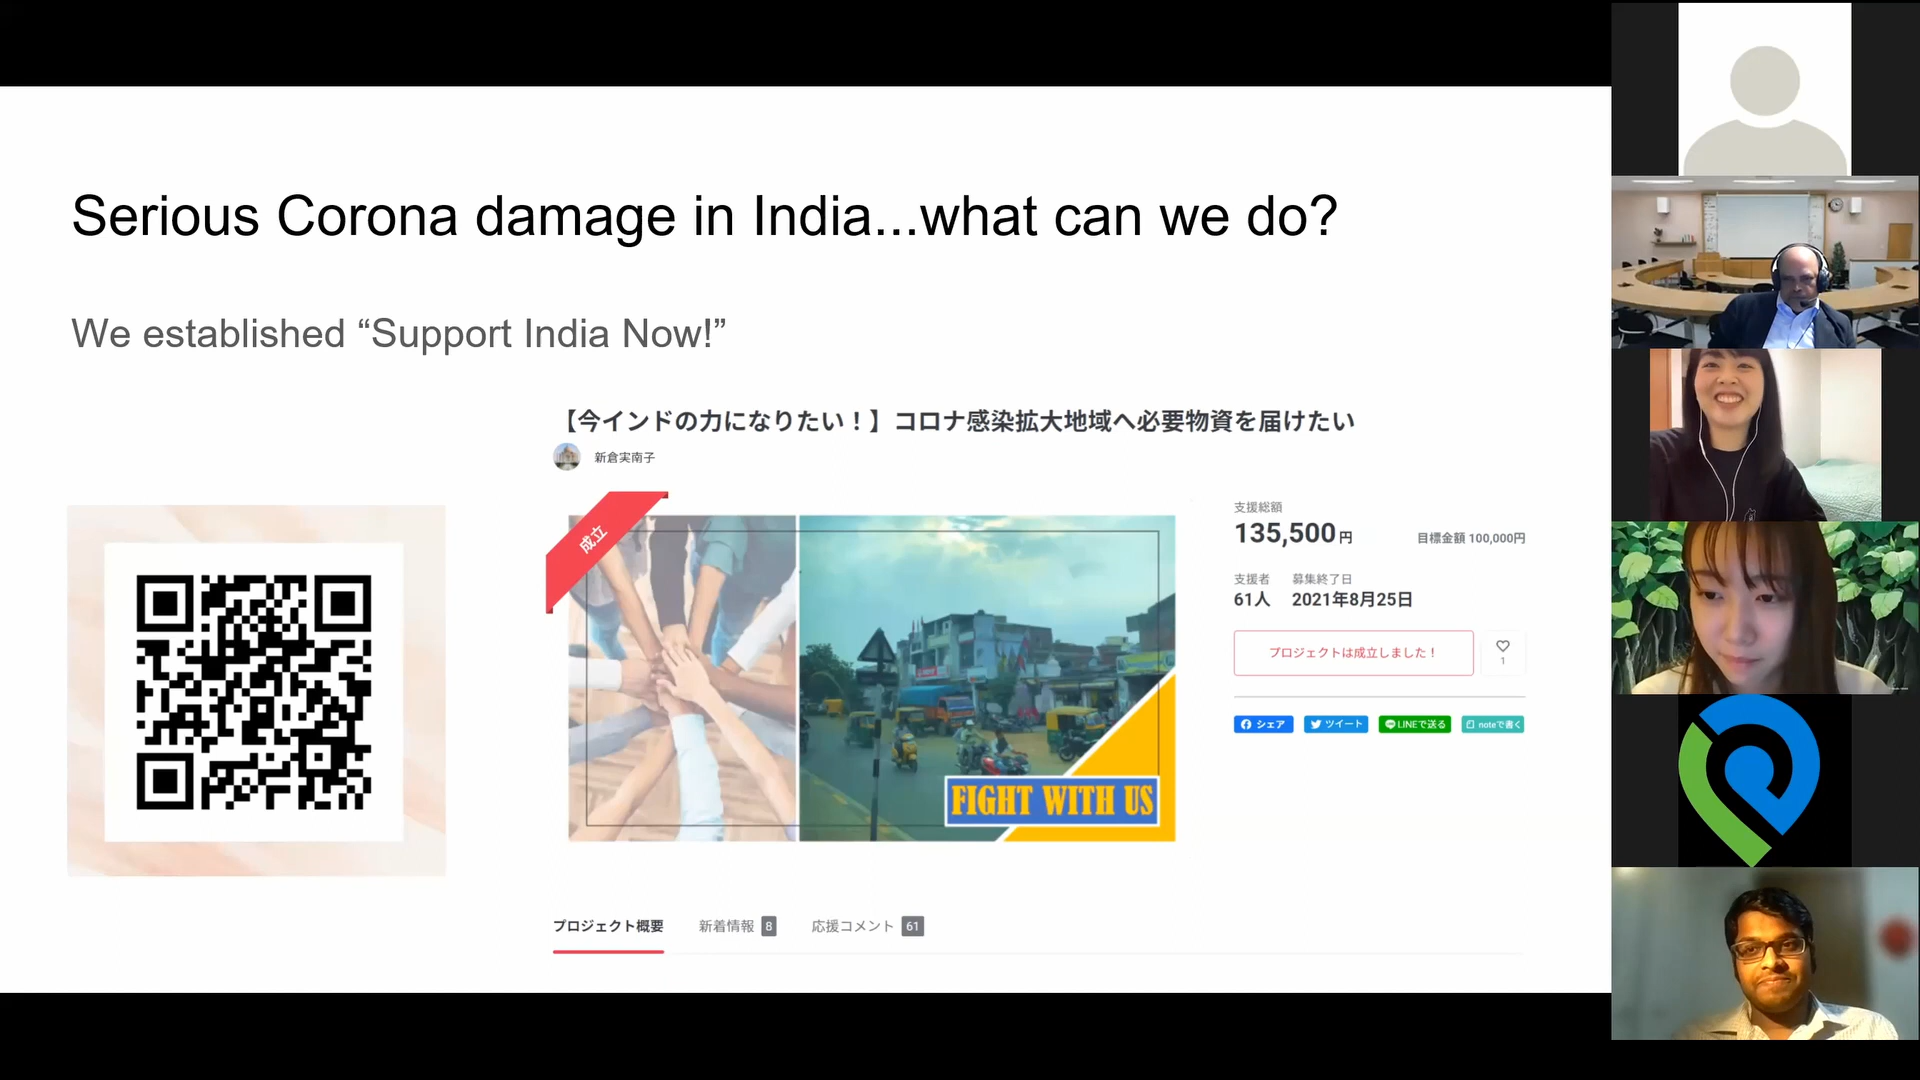 Serious Corona damage in India...what can we do?
We established “Support India Now!”
【今インドの力になりたい！】コロナ感染拡大地域へ必要物資を届けたい
新倉実南子
成立
FIGHT WITH US
支援総額
135,500円
目標金額 100,000円
支援者 募集終了日
61人 2021年8月25日
プロジェクトは成立しました！
1
シェア ツイート LINEで送る noteで書く
プロジェクト概要 新着情報 8 応援コメント 61